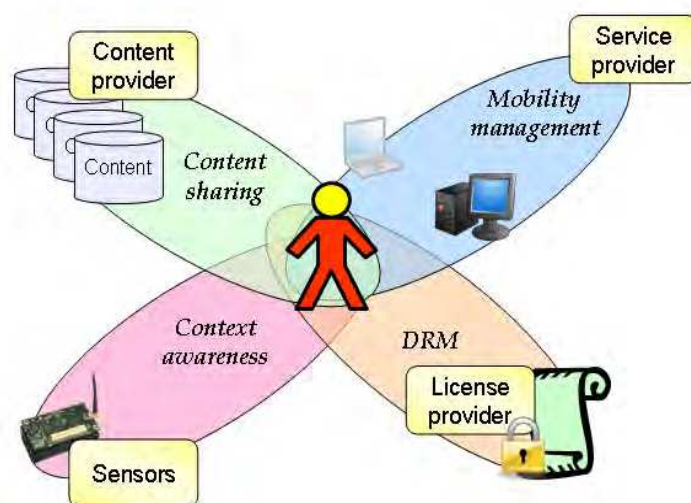 Content
provider
Service
provider
Mobility
management
Content
Content
sharing
Context
awareness
DRM
License
provider
Sensors